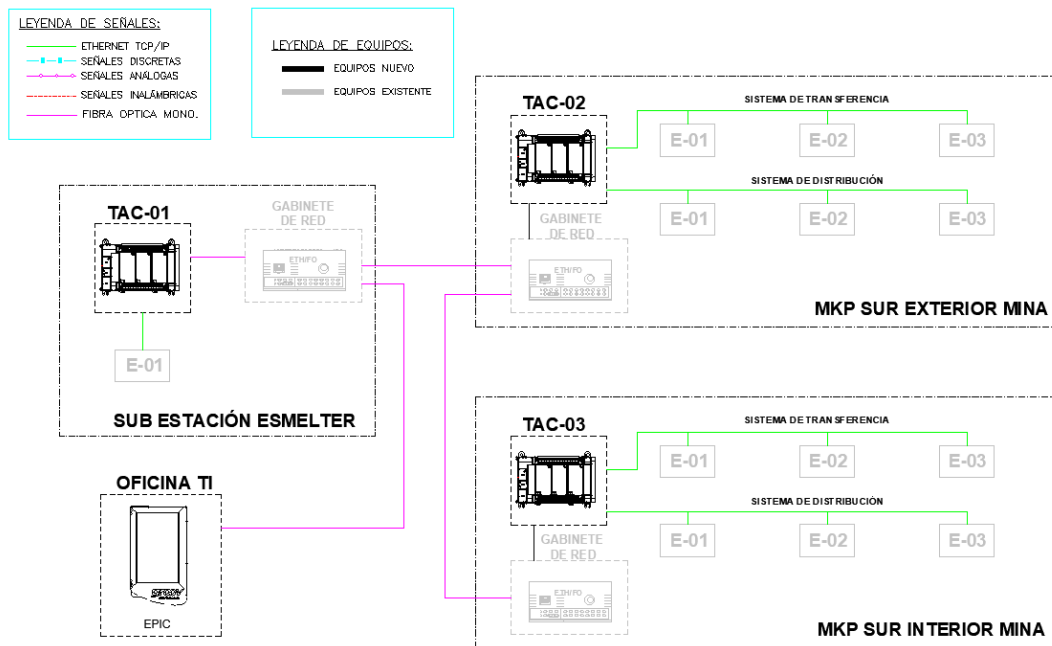 LEYENDA DE SEÑALES:
ETHERNET TCP/IP
SEÑALES DISCRETAS
SEÑALES ANÁLOGAS
SEÑALES INALÁMBRICAS
FIBRA OPTICA MONO.
LEYENDA DE EQUIPOS:
EQUIPOS NUEVO
EQUIPOS EXISTENTE
TAC-02
SISTEMA DE TRANSFERENCIA
E-01
E-02
E-03
SISTEMA DE DISTRIBUCIÓN
E-01
E-02
E-03
GABINETE
DE RED
ETH/FO
MKP SUR EXTERIOR MINA
TAC-01
GABINETE
DE RED
ETH/FO
E-01
SUB ESTACIÓN ESMELTER
TAC-03
SISTEMA DE TRANSFERENCIA
E-01
E-02
E-03
SISTEMA DE DISTRIBUCIÓN
E-01
E-02
E-03
GABINETE
DE RED
ETH/FO
MKP SUR INTERIOR MINA
OFICINA TI
EPIC